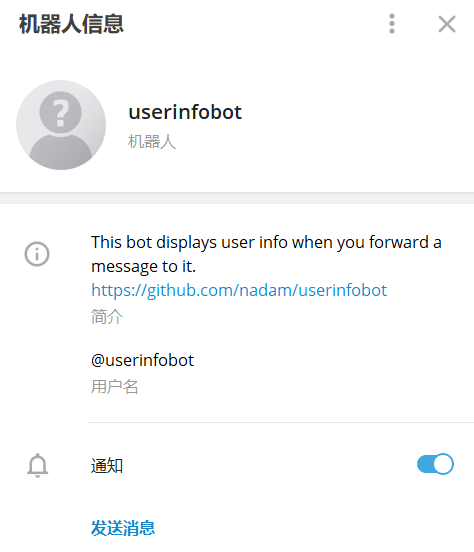 机器人信息
userinfobot
机器人
This bot displays user info when you forward a
message to it.
https://github.com/nadam/userinfobot
简介
@userinfobot
用户名
通知
发送消息